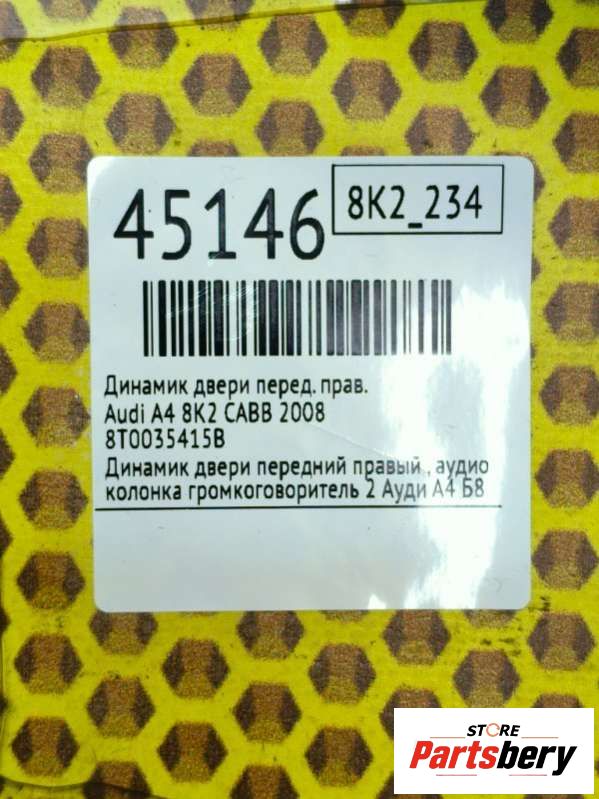 45146
8K2_234
Динамик двери перед. прав.
Audi A4 8K2 CABB 2008
8T0035415B
Динамик двери передний правый , аудио
колонка громкоговоритель 2 Ауди А4 Б8
STORE
Partsbery